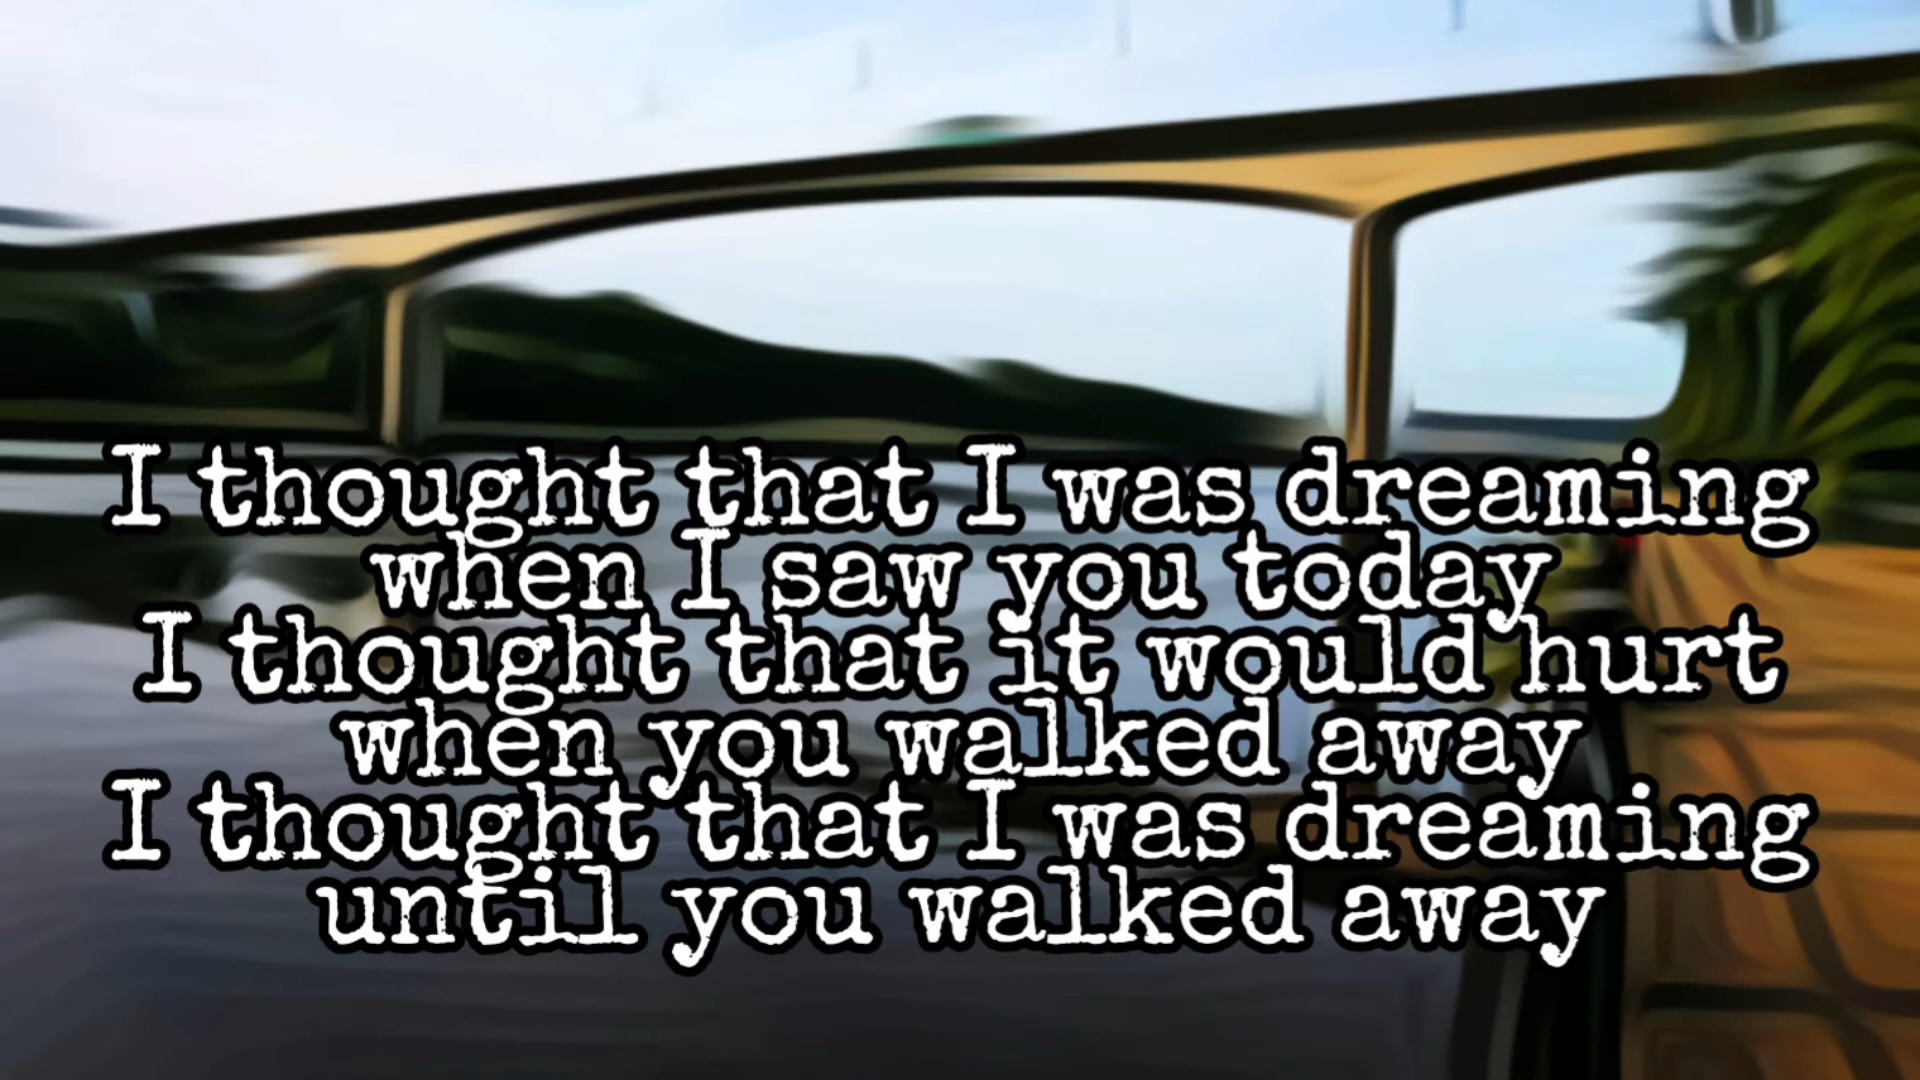 I thought that I was dreaming
when I saw you today
I thought that it would hurt
when you walked away
I thought that I was dreaming
until you walked away